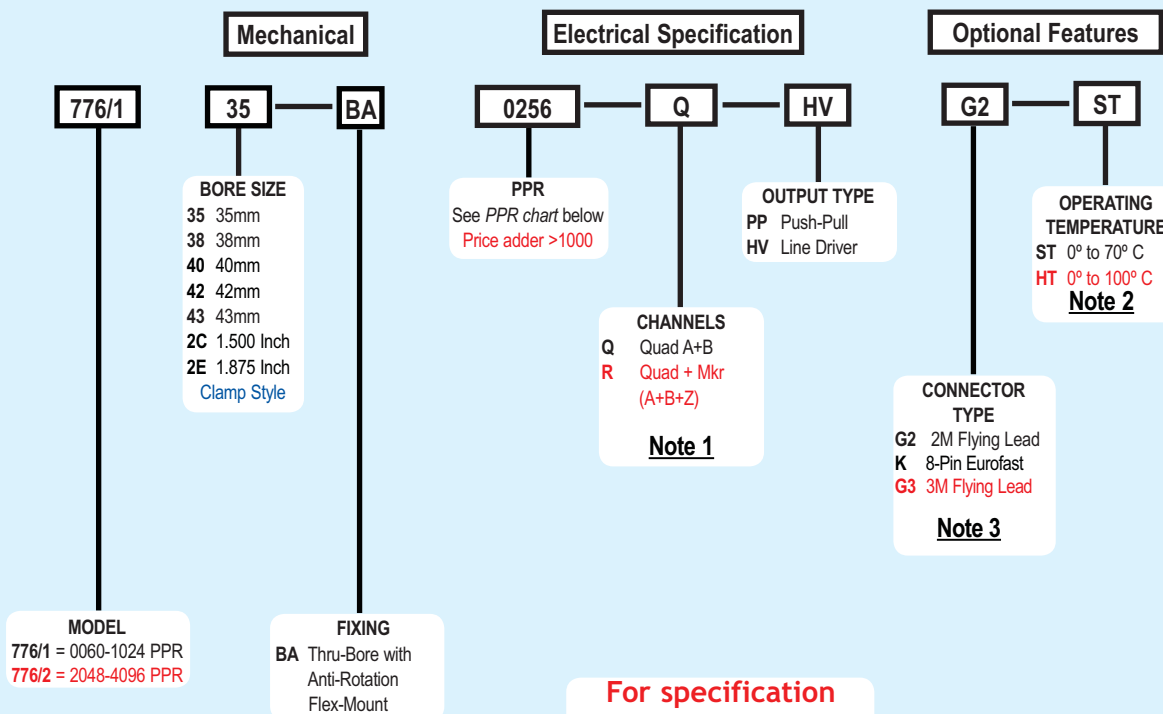 Mechanical
Electrical Specification
Optional Features
776/1
35
BA
0256
Q
HV
G2
ST
BORE SIZE
35 35mm
38 38mm
40 40mm
42 42mm
43 43mm
2C 1.500 Inch
2E 1.875 Inch
Clamp Style
PPR
See PPR chart below
Price adder >1000
OUTPUT TYPE
PP Push-Pull
HV Line Driver
OPERATING
TEMPERATURE
ST 0º to 70º C
HT 0º to 100º C
Note 2
CHANNELS
Q Quad A+B
R Quad + Mkr
(A+B+Z)
Note 1
CONNECTOR
TYPE
G2 2M Flying Lead
K 8-Pin Eurofast
G3 3M Flying Lead
Note 3
MODEL
776/1 = 0060-1024 PPR
776/2 = 2048-4096 PPR
FIXING
BA Thru-Bore with
Anti-Rotation
Flex-Mount
For specification